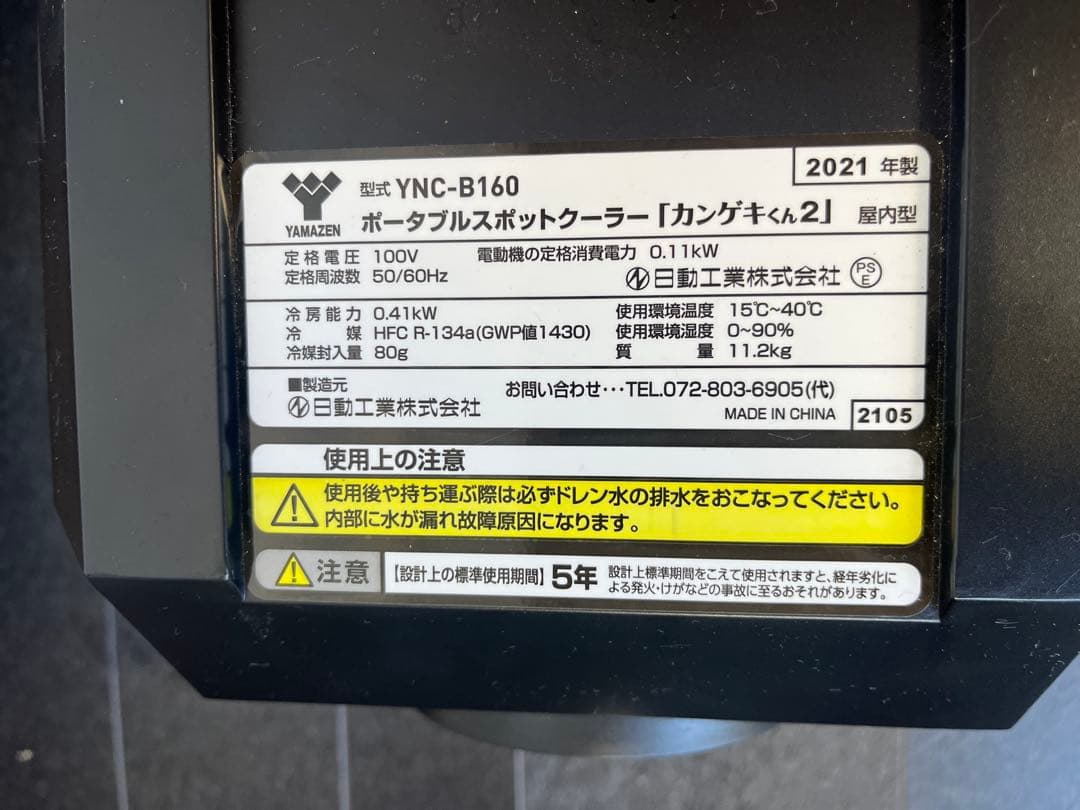 2021 年製
YAMAZEN
型式 YNC-B160
ポータブルスポットクーラー「カンゲキくん2」 屋内型
定格電圧 100V 電動機の定格消費電力 0.11kW
定格周波数 50/60Hz 日動工業株式会社 PSE
冷房能力 0.41kW 使用環境温度 15℃~40℃
冷媒 HFC R-134a(GWP値1430) 使用環境湿度 0~90%
冷媒封入量 80g 質量 11.2kg
■製造元 お問い合わせ･･･TEL.072-803-6905(代)
日動工業株式会社 MADE IN CHINA 2105
使用上の注意
使用後や持ち運ぶ際は必ずドレン水の排水をおこなってください。
内部に水が漏れ故障原因になります。
注意 【設計上の標準使用期間】 5年 設計上標準期間をこえて使用されますと、経年劣化に
よる発火・けがなどの事故に至るおそれがあります。